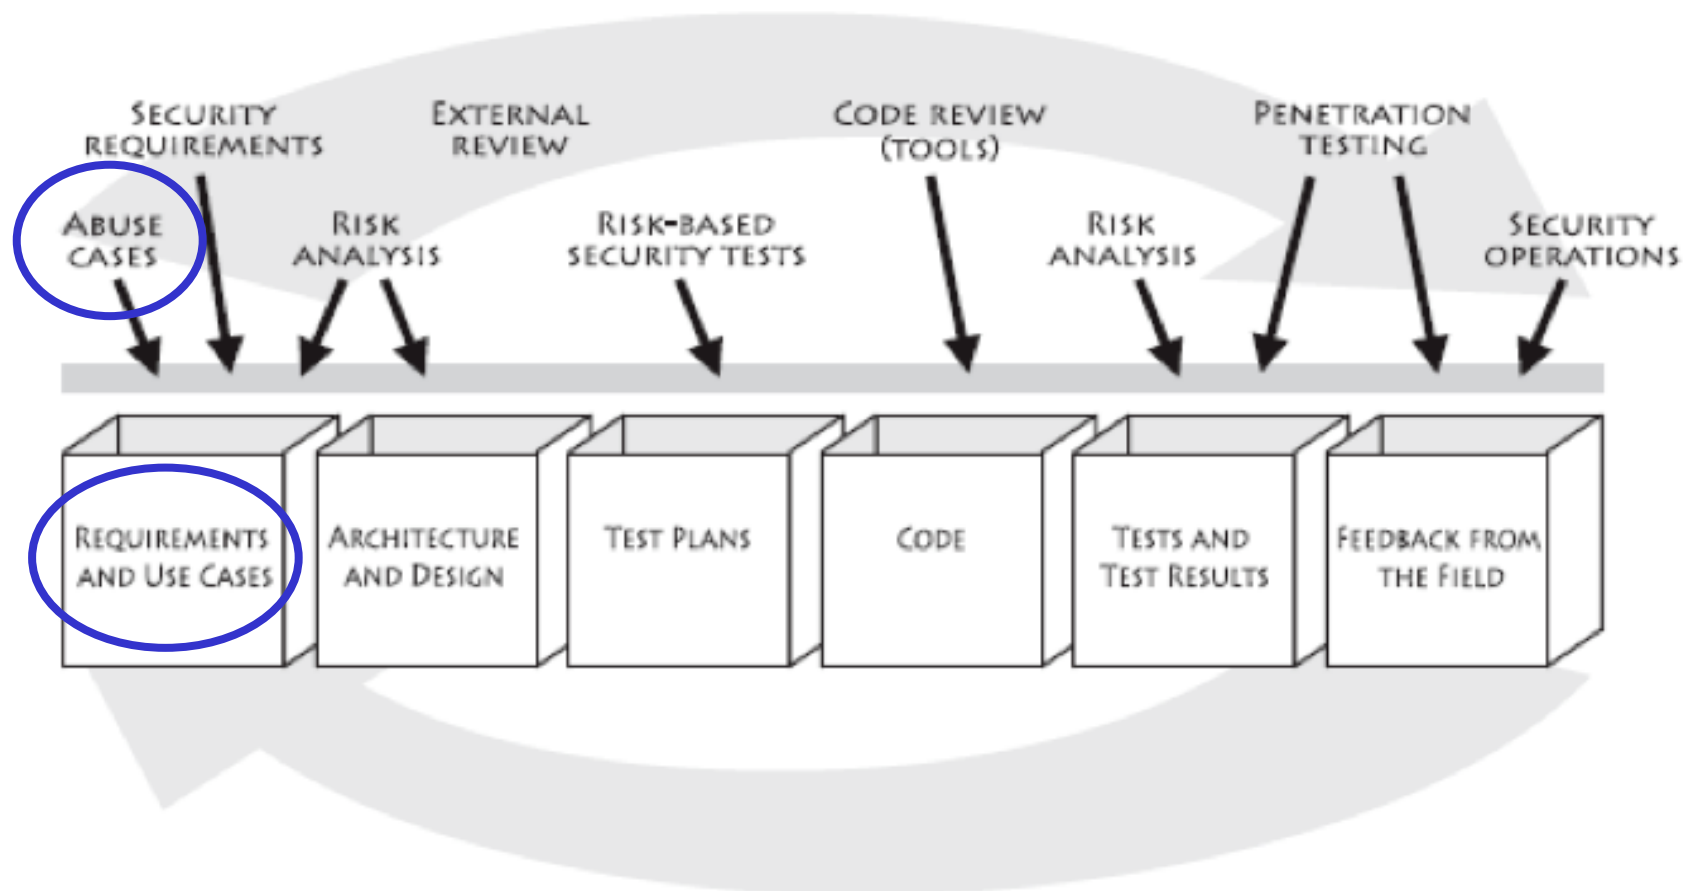 SECURITY
REQUIREMENTS
EXTERNAL
REVIEW
CODE REVIEW
(TOOLS)
PENETRATION
TESTING
ABUSE
CASES
RISK
ANALYSIS
RISK-BASED
SECURITY TESTS
RISK
ANALYSIS
SECURITY
OPERATIONS
REQUIREMENTS
AND USE CASES
ARCHITECTURE
AND DESIGN
TEST PLANS
CODE
TESTS AND
TEST RESULTS
FEEDBACK FROM
THE FIELD